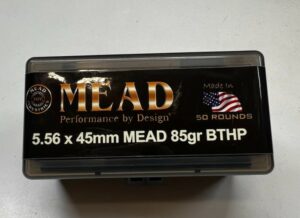 MEAD
Performance by Design
Made In
50 ROUNDS
5.56 x 45mm MEAD 85gr BTHP